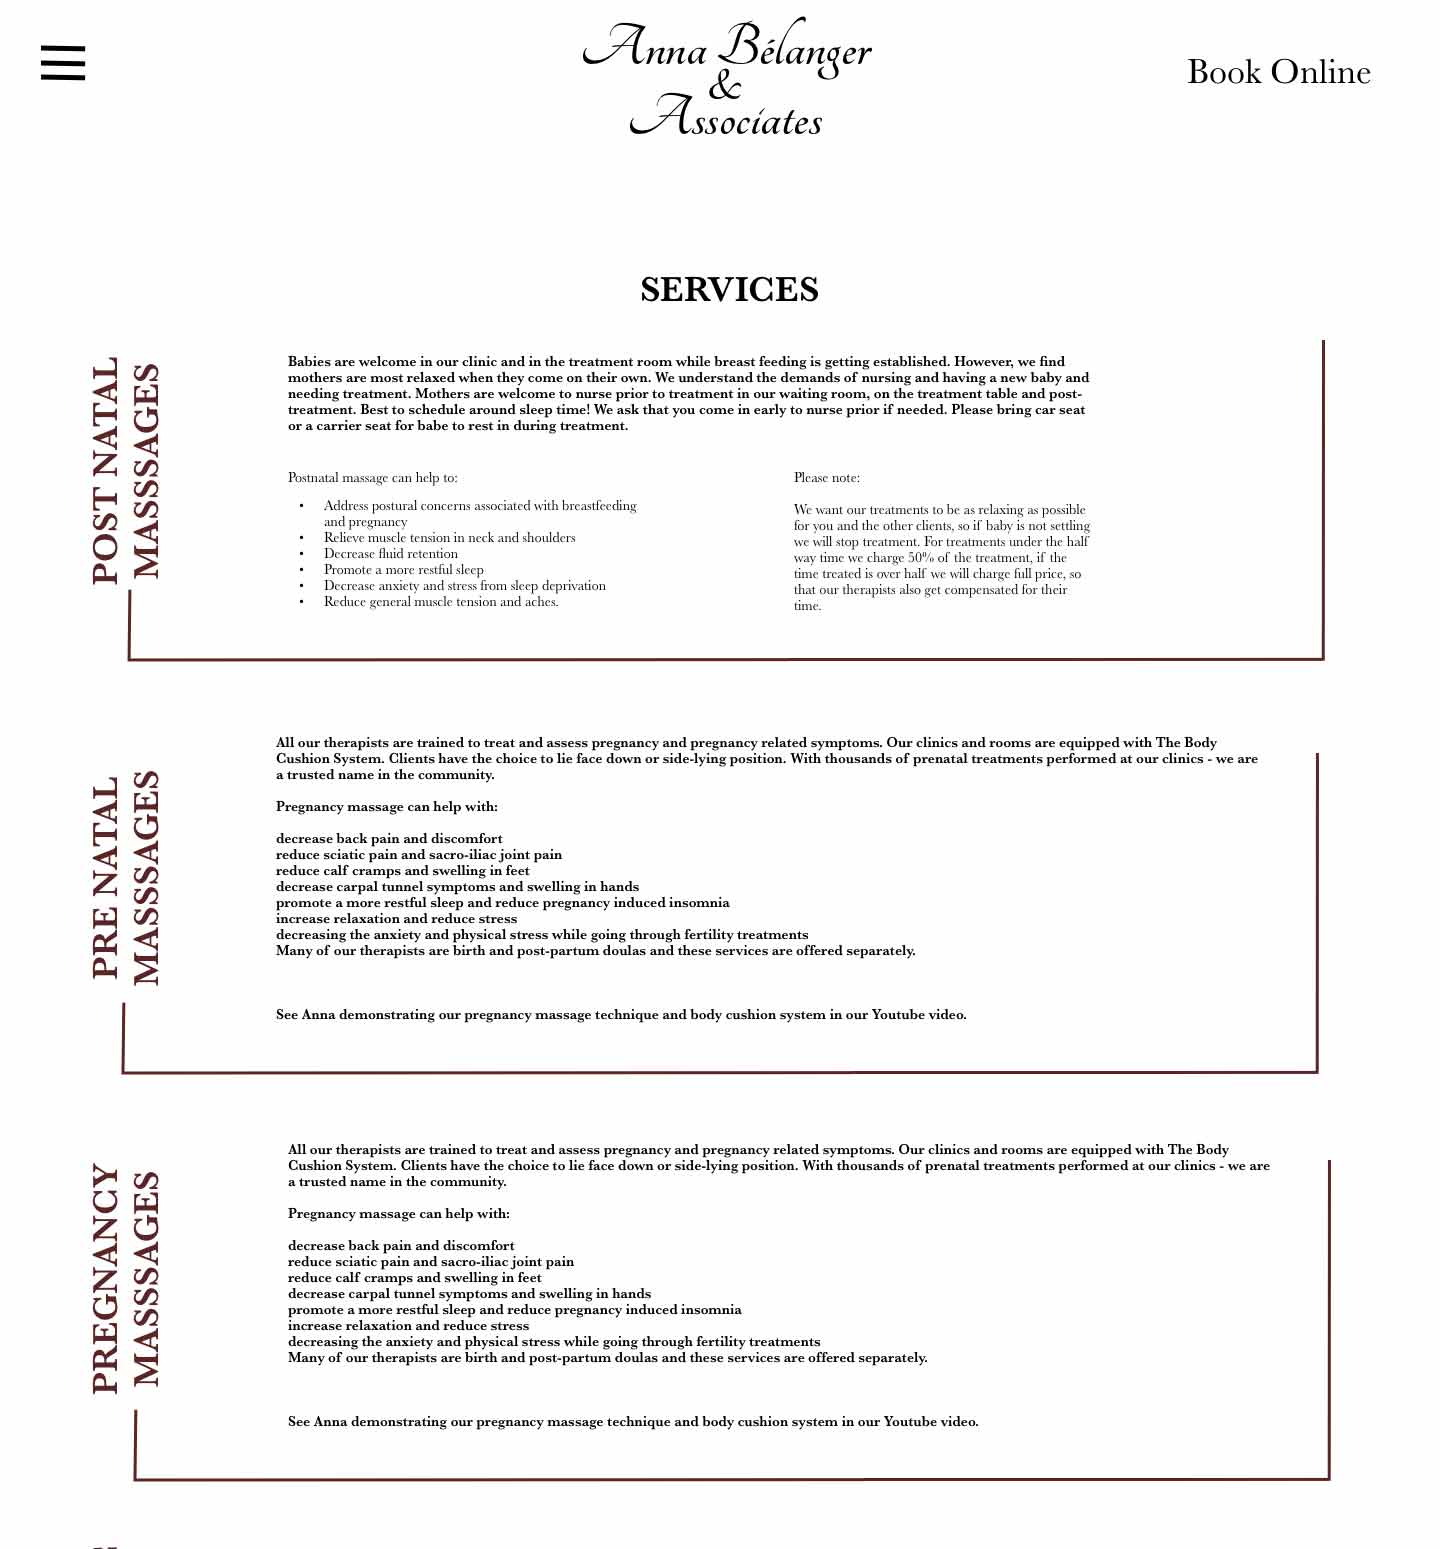 Anna Bélanger
&
Associates
Book Online
SERVICES
POST NATAL
MASSSAGES
Babies are welcome in our clinic and in the treatment room while breast feeding is getting established. However, we find
mothers are most relaxed when they come on their own. We understand the demands of nursing and having a new baby and
needing treatment. Mothers are welcome to nurse prior to treatment in our waiting room, on the treatment table and post-
treatment. Best to schedule around sleep time! We ask that you come in early to nurse prior if needed. Please bring car seat
or a carrier seat for babe to rest in during treatment.
Postnatal massage can help to:
• Address postural concerns associated with breastfeeding
and pregnancy
• Relieve muscle tension in neck and shoulders
• Decrease fluid retention
• Promote a more restful sleep
• Decrease anxiety and stress from sleep deprivation
• Reduce general muscle tension and aches.
Please note:
We want our treatments to be as relaxing as possible
for you and the other clients, so if baby is not settling
we will stop treatment. For treatments under the half
way time we charge 50% of the treatment, if the
time treated is over half we will charge full price, so
that our therapists also get compensated for their
time.
PRE NATAL
MASSSAGES
All our therapists are trained to treat and assess pregnancy and pregnancy related symptoms. Our clinics and rooms are equipped with The Body
Cushion System. Clients have the choice to lie face down or side-lying position. With thousands of prenatal treatments performed at our clinics - we are
a trusted name in the community.
Pregnancy massage can help with:
decrease back pain and discomfort
reduce sciatic pain and sacro-iliac joint pain
reduce calf cramps and swelling in feet
decrease carpal tunnel symptoms and swelling in hands
promote a more restful sleep and reduce pregnancy induced insomnia
increase relaxation and reduce stress
decreasing the anxiety and physical stress while going through fertility treatments
Many of our therapists are birth and post-partum doulas and these services are offered separately.
See Anna demonstrating our pregnancy massage technique and body cushion system in our Youtube video.
PREGNANCY
MASSSAGES
All our therapists are trained to treat and assess pregnancy and pregnancy related symptoms. Our clinics and rooms are equipped with The Body
Cushion System. Clients have the choice to lie face down or side-lying position. With thousands of prenatal treatments performed at our clinics - we are
a trusted name in the community.
Pregnancy massage can help with:
decrease back pain and discomfort
reduce sciatic pain and sacro-iliac joint pain
reduce calf cramps and swelling in feet
decrease carpal tunnel symptoms and swelling in hands
promote a more restful sleep and reduce pregnancy induced insomnia
increase relaxation and reduce stress
decreasing the anxiety and physical stress while going through fertility treatments
Many of our therapists are birth and post-partum doulas and these services are offered separately.
See Anna demonstrating our pregnancy massage technique and body cushion system in our Youtube video.